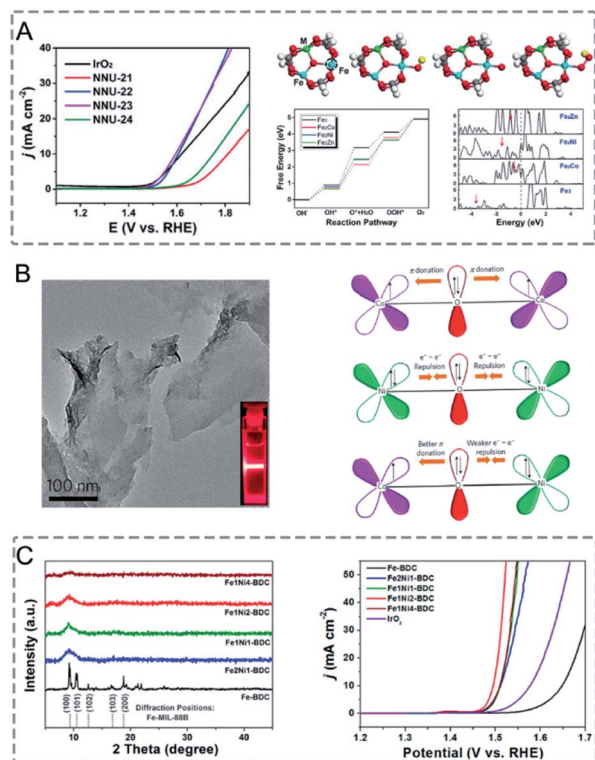 A
40
30
20
10
0
j (mA cm⁻²)
IrO₂
NNU-21
NNU-22
NNU-23
NNU-24
1.2
1.4
1.6
1.8
E (V vs. RHE)
M
Fe
Fe
Free Energy (eV)
Fe₃
Fe₂Co
Fe₂Ni
Fe₂Zn
OH⁻
OH*
O*+H₂O
OOH*
O₂
Reaction Pathway
Fe₂Zn
Fe₂Ni
Fe₂Co
Fe₃
-4
-2
0
2
4
Energy (eV)
B
100 nm
π donation
π donation
Co
O
Co
e⁻ – e⁻
Repulsion
e⁻ – e⁻
Repulsion
Ni
O
Ni
Better π
donation
Weaker e⁻ – e⁻
repulsion
Co
O
Ni
C
Intensity (a.u.)
Fe1Ni4-BDC
Fe1Ni2-BDC
Fe1Ni1-BDC
Fe2Ni1-BDC
Fe-BDC
(100)
(101)
(102)
(103)
(200)
Diffraction Positions:
Fe-MIL-88B
10
20
30
40
2 Theta (degree)
j (mA cm⁻²)
50
40
30
20
10
0
Fe-BDC
Fe2Ni1-BDC
Fe1Ni1-BDC
Fe1Ni2-BDC
Fe1Ni4-BDC
IrO₂
1.2
1.3
1.4
1.5
1.6
1.7
Potential (V vs. RHE)